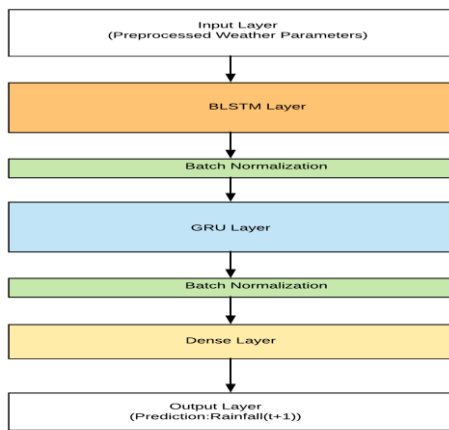 Input Layer
(Preprocessed Weather Parameters)
BLSTM Layer
Batch Normalization
GRU Layer
Batch Normalization
Dense Layer
Output Layer
(Prediction:Rainfall(t+1))